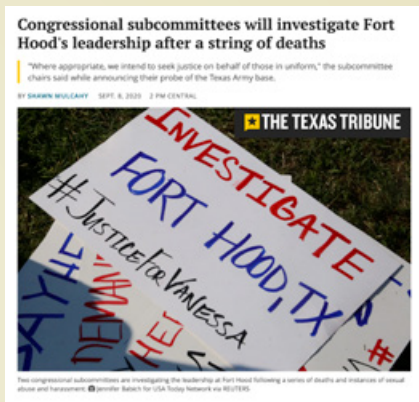 Congressional subcommittees will investigate Fort
Hood's leadership after a string of deaths
"Where appropriate, we intend to seek justice on behalf of those in uniform," the subcommittee
chairs said while announcing their probe of the Texas Army base.
BY SHAWN MULCAHY SEPT. 8, 2020 2 PM CENTRAL
THE TEXAS TRIBUNE
INVESTIGATE
FORT HOOD, TX
#JUSTICEFORVANESSA
SAY HE
DEMA
HE
#
Two congressional subcommittees are investigating the leadership at Fort Hood following a series of deaths and instances of sexual
abuse and harassment. Jennifer Babich for USA Today Network via REUTERS